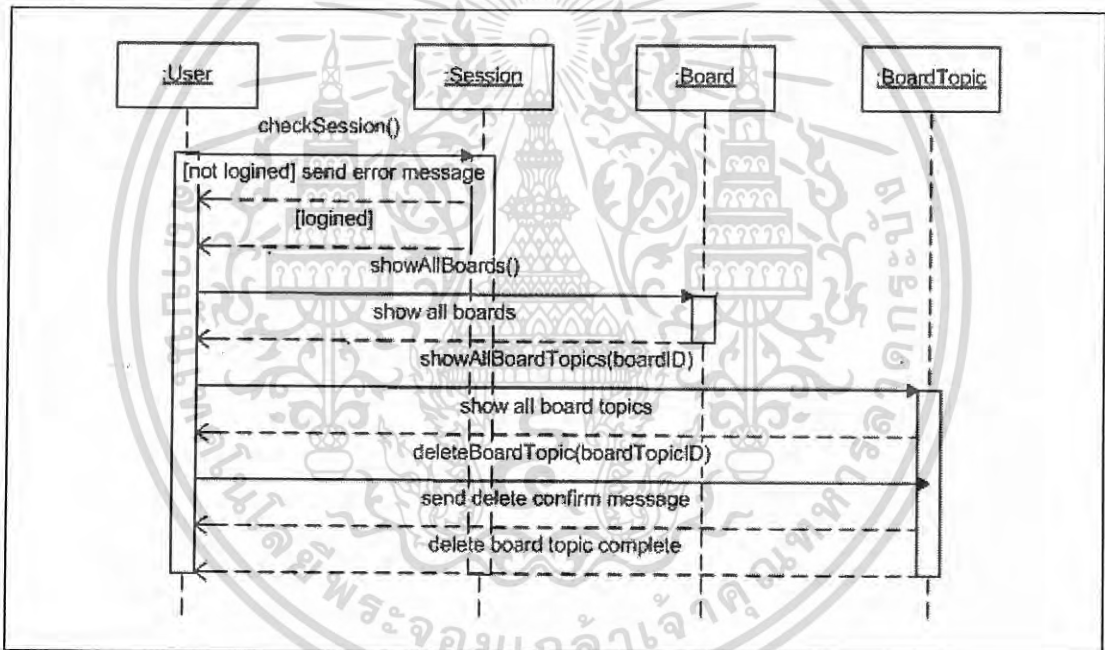 :User
:Session
:Board
:BoardTopic
checkSession()
[not logined] send error message
[logined]
showAllBoards()
show all boards
showAllBoardTopics(boardID)
show all board topics
deleteBoardTopic(boardTopicID)
send delete confirm message
delete board topic complete